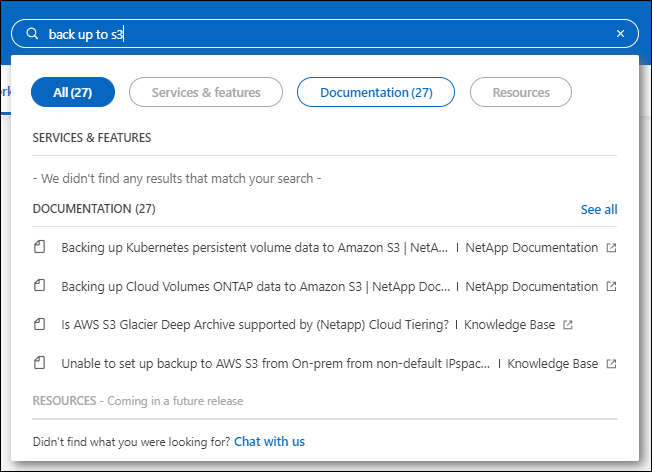 back up to s3
ork
All (27) Services & features Documentation (27) Resources
SERVICES & FEATURES
- We didn't find any results that match your search -
DOCUMENTATION (27) See all
Backing up Kubernetes persistent volume data to Amazon S3 | NetA... | NetApp Documentation
Backing up Cloud Volumes ONTAP data to Amazon S3 | NetApp Doc... | NetApp Documentation
Is AWS S3 Glacier Deep Archive supported by (Netapp) Cloud Tiering? | Knowledge Base
Unable to set up backup to AWS S3 from On-prem from non-default IPspac... | Knowledge Base
RESOURCES - Coming in a future release
Didn't find what you were looking for? Chat with us